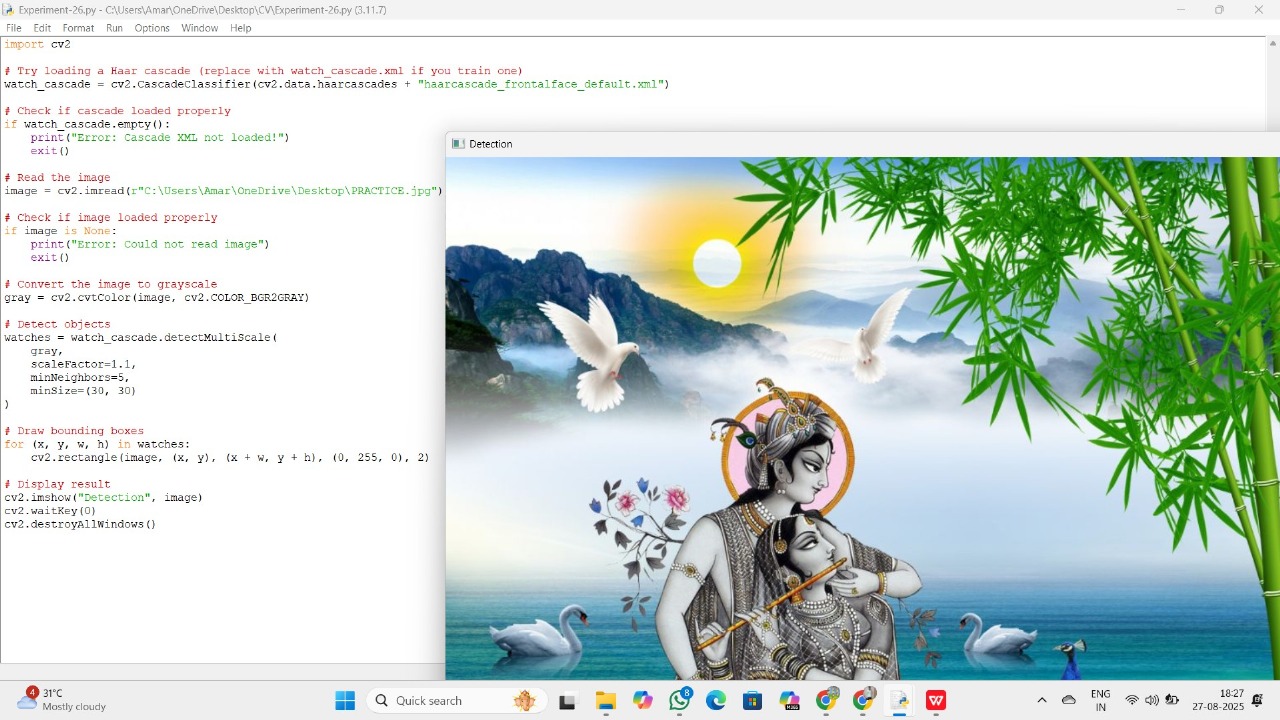 Experiment-26.py - C:\Users\Amar\OneDrive\Desktop\CV\Experiment-26.py (3.11.7)
File Edit Format Run Options Window Help
import cv2
# Try loading a Haar cascade (replace with watch_cascade.xml if you train one)
watch_cascade = cv2.CascadeClassifier(cv2.data.haarcascades + "haarcascade_frontalface_default.xml")
# Check if cascade loaded properly
if watch_cascade.empty():
    print("Error: Cascade XML not loaded!")
    exit()
# Read the image
image = cv2.imread(r"C:\Users\Amar\OneDrive\Desktop\PRACTICE.jpg")
# Check if image loaded properly
if image is None:
    print("Error: Could not read image")
    exit()
# Convert the image to grayscale
gray = cv2.cvtColor(image, cv2.COLOR_BGR2GRAY)
# Detect objects
watches = watch_cascade.detectMultiScale(
    gray,
    scaleFactor=1.1,
    minNeighbors=5,
    minSize=(30, 30)
)
# Draw bounding boxes
for (x, y, w, h) in watches:
    cv2.rectangle(image, (x, y), (x + w, y + h), (0, 255, 0), 2)
# Display result
cv2.imshow("Detection", image)
cv2.waitKey(0)
cv2.destroyAllWindows()
Detection
4
31°C
Mostly cloudy
Quick search
M365
8
ENG
IN
18:27
27-08-2025